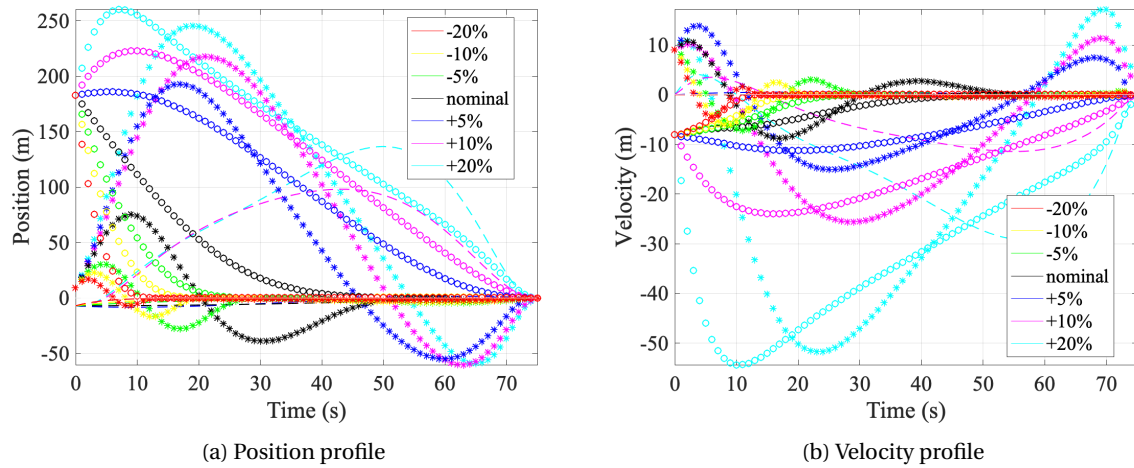 250
200
150
100
50
0
-50
Position (m)
0 10 20 30 40 50 60 70
Time (s)
-20%
-10%
-5%
nominal
+5%
+10%
+20%
(a) Position profile
10
0
-10
-20
-30
-40
-50
Velocity (m)
0 10 20 30 40 50 60 70
Time (s)
-20%
-10%
-5%
nominal
+5%
+10%
+20%
(b) Velocity profile